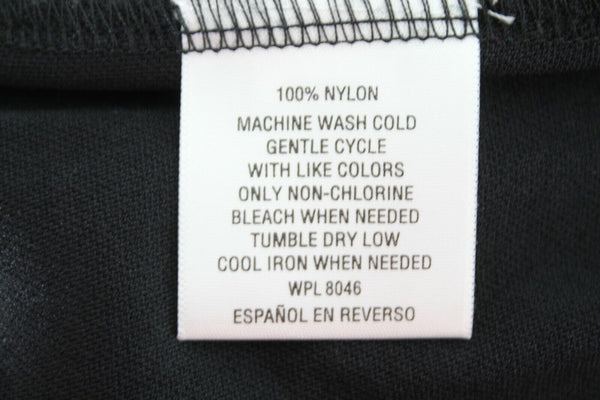 100% NYLON
MACHINE WASH COLD
GENTLE CYCLE
WITH LIKE COLORS
ONLY NON-CHLORINE
BLEACH WHEN NEEDED
TUMBLE DRY LOW
COOL IRON WHEN NEEDED
WPL 8046
ESPAÑOL EN REVERSO